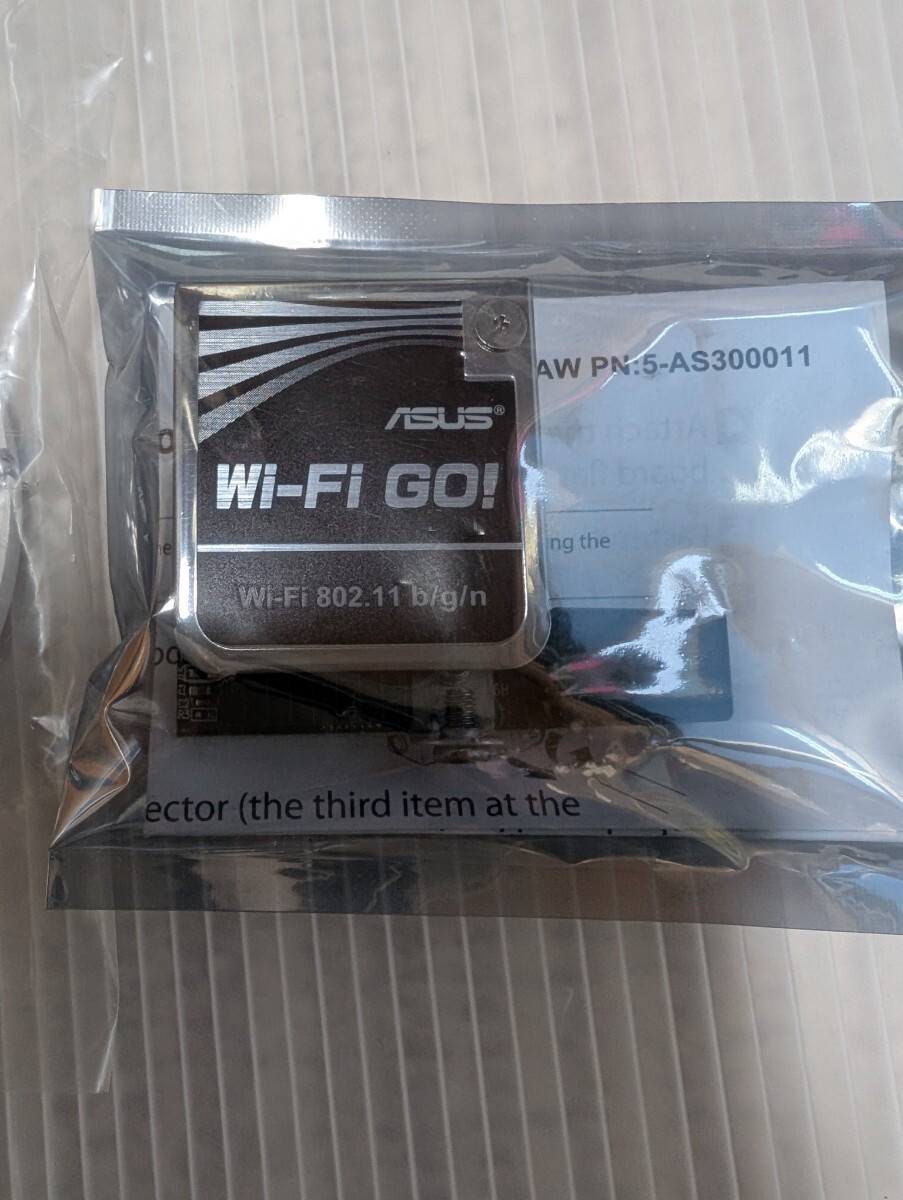 AW PN:5-AS300011
ASUS®
Wi-Fi GO!
ing the
Wi-Fi 802.11 b/g/n
ector (the third item at the